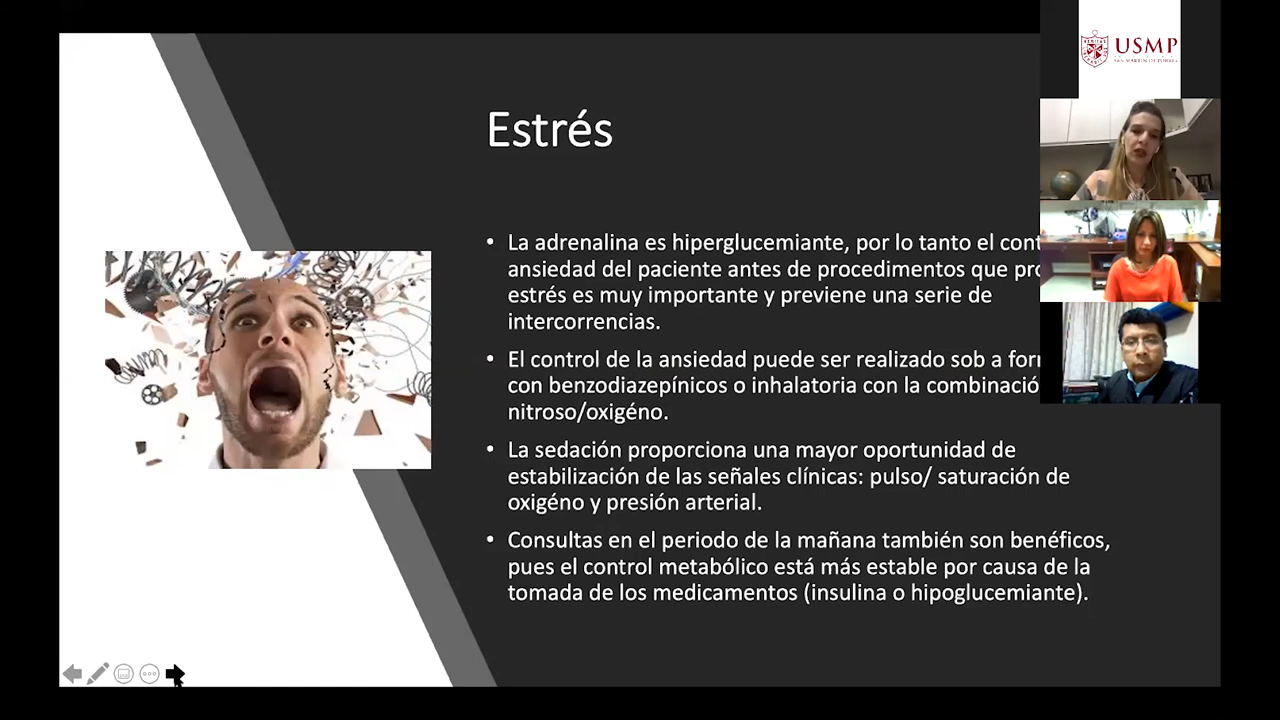 USMP
SAN MARTIN DE PORRES
Estrés
• La adrenalina es hiperglucemiante, por lo tanto el
ansiedad del paciente antes de procedimientos que
estrés es muy importante y previene una serie de
intercorrencias.
• El control de la ansiedad puede ser realizado sob a
con benzodiazepínicos o inhalatoria con la
nitroso/oxigéno.
• La sedación proporciona una mayor oportunidad de
estabilización de las señales clínicas: pulso/ saturación de
oxigéno y presión arterial.
• Consultas en el periodo de la mañana también son benéficos,
pues el control metabólico está más estable por causa de la
tomada de los medicamentos (insulina o hipoglucemiante).